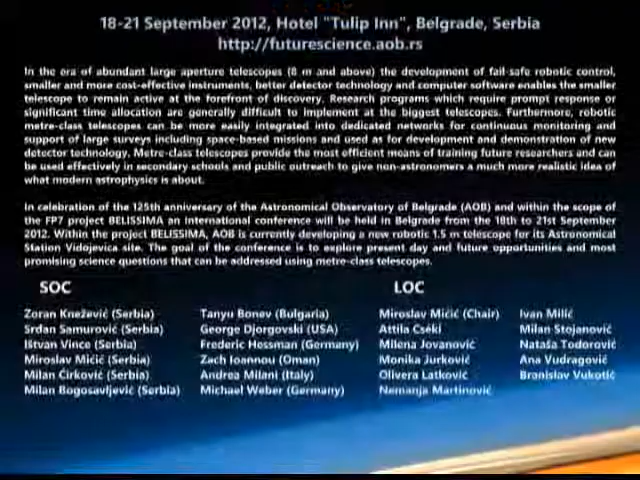 18-21 September 2012, Hotel "Tulip Inn", Belgrade, Serbia
http://futurescience.aob.rs
In the era of abundant large aperture telescopes (8 m and above) the development of fail-safe robotic control,
smaller and more cost-effective instruments, better detector technology and computer software enables the smaller
telescope to remain active at the forefront of discovery. Research programs which require prompt response or
significant time allocation are generally difficult to implement at the biggest telescopes. Furthermore, robotic
metre-class telescopes can be more easily integrated into dedicated networks for continuous monitoring and
support of large surveys including space-based missions and used as for development and demonstration of new
detector technology. Metre-class telescopes provide the most efficient means of training future researchers and can
be used effectively in secondary schools and public outreach to give non-astronomers a much more realistic idea of
what modern astrophysics is about.
In celebration of the 125th anniversary of the Astronomical Observatory of Belgrade (AOB) and within the scope of
the FP7 project BELISSIMA an international conference will be held in Belgrade from the 18th to 21st September
2012. Within the project BELISSIMA, AOB is currently developing a new robotic 1.5 m telescope for its Astronomical
Station Vidojevica site. The goal of the conference is to explore present day and future opportunities and most
promising science questions that can be addressed using metre-class telescopes.
SOC LOC
Zoran Knežević (Serbia) Tanyu Bonev (Bulgaria) Miroslav Mićić (Chair) Ivan Milić
Srđan Samurović (Serbia) George Djorgovski (USA) Attila Cséki Milan Stojanović
Ištvan Vince (Serbia) Frederic Hessman (Germany) Milena Jovanović Nataša Todorović
Miroslav Mićić (Serbia) Zach Ioannou (Oman) Monika Jurković Ana Vudragović
Milan Ćirković (Serbia) Andrea Milani (Italy) Olivera Latković Branislav Vukotić
Milan Bogosavljević (Serbia) Michael Weber (Germany) Nemanja Martinović